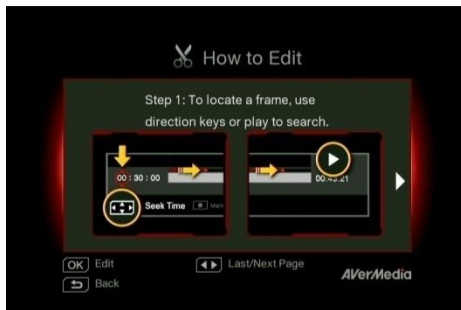 How to Edit
Step 1: To locate a frame, use
direction keys or play to search.
00 : 30 : 00
00:43:21
Seek Time
OK Edit
Last/Next Page
Back
AVerMedia